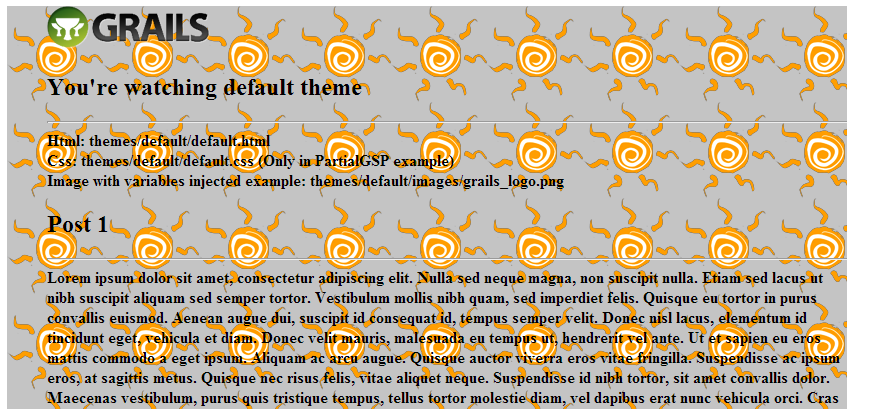 GRAILS
You're watching default theme
Html: themes/default/default.html
Css: themes/default/default.css (Only in PartialGSP example)
Image with variables injected example: themes/default/images/grails_logo.png
Post 1
Lorem ipsum dolor sit amet, consectetur adipiscing elit. Nulla sed neque magna, non suscipit nulla. Etiam sed lacus ut
nibh suscipit aliquam sed semper tortor. Vestibulum mollis nibh quam, sed imperdiet felis. Quisque eu tortor in purus
convallis euismod. Aenean augue dui, suscipit id consequat id, tempus semper velit. Donec nisl lacus, elementum id
tincidunt eget, vehicula et diam. Donec velit mauris, malesuada eu tempus ut, hendrerit vel ante. Ut et sapien eu eros
mattis commodo a eget ipsum. Aliquam ac arcu augue. Quisque auctor viverra eros vitae fringilla. Suspendisse ac ipsum
eros, at sagittis metus. Quisque nec risus felis, vitae aliquet neque. Suspendisse id nibh tortor, sit amet convallis dolor.
Maecenas vestibulum, purus quis tristique tempus, tellus tortor molestie diam, vel dapibus erat nunc vehicula orci. Cras